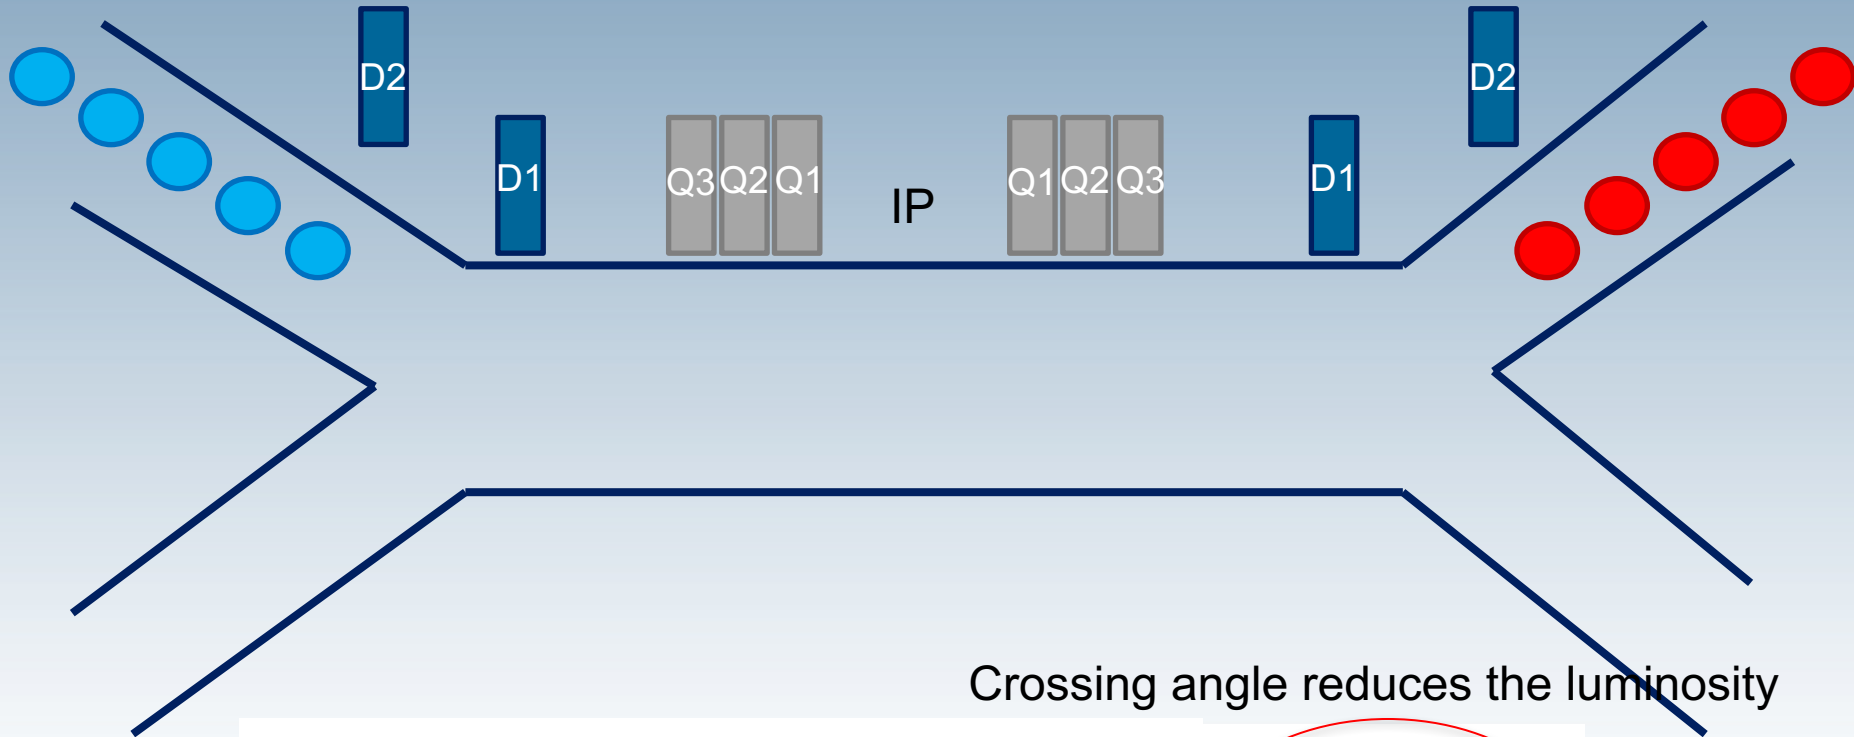 D2
D2
D1
Q3 Q2 Q1
IP
Q1 Q2 Q3
D1
Crossing angle reduces the luminosity